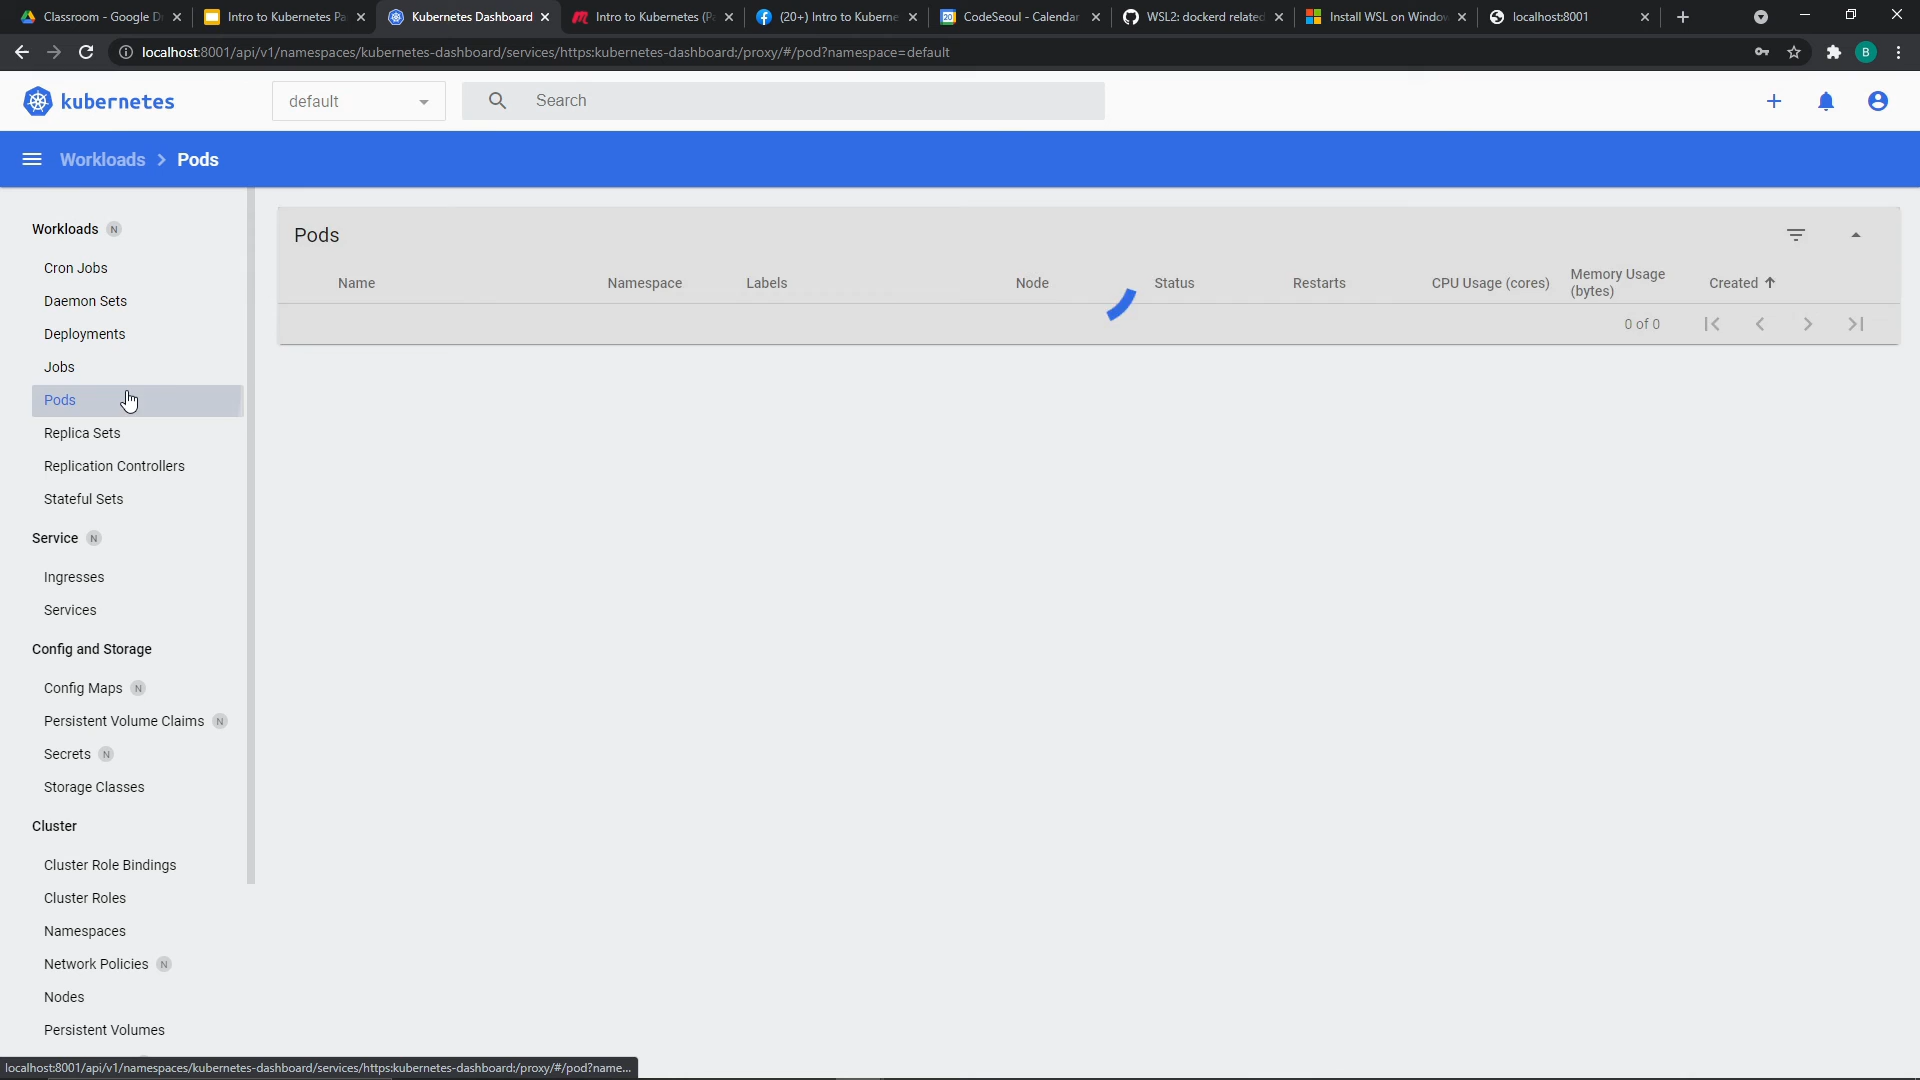 Classroom - Google D
Intro to Kubernetes Pa
Kubernetes Dashboard
Intro to Kubernetes (Pa
(20+) Intro to Kuberne
CodeSeoul - Calendar
WSL2: dockerd related
Install WSL on Window
localhost:8001
localhost:8001/api/v1/namespaces/kubernetes-dashboard/services/https:kubernetes-dashboard:/proxy/#/pod?namespace=default
B
kubernetes
default
Search
Workloads > Pods
Workloads N
Cron Jobs
Daemon Sets
Deployments
Jobs
Pods
Replica Sets
Replication Controllers
Stateful Sets
Service N
Ingresses
Services
Config and Storage
Config Maps N
Persistent Volume Claims N
Secrets N
Storage Classes
Cluster
Cluster Role Bindings
Cluster Roles
Namespaces
Network Policies N
Nodes
Persistent Volumes
Pods
Name
Namespace
Labels
Node
Status
Restarts
CPU Usage (cores)
Memory Usage
(bytes)
Created
0 of 0
localhost:8001/api/v1/namespaces/kubernetes-dashboard/services/https:kubernetes-dashboard:/proxy/#/pod?name...